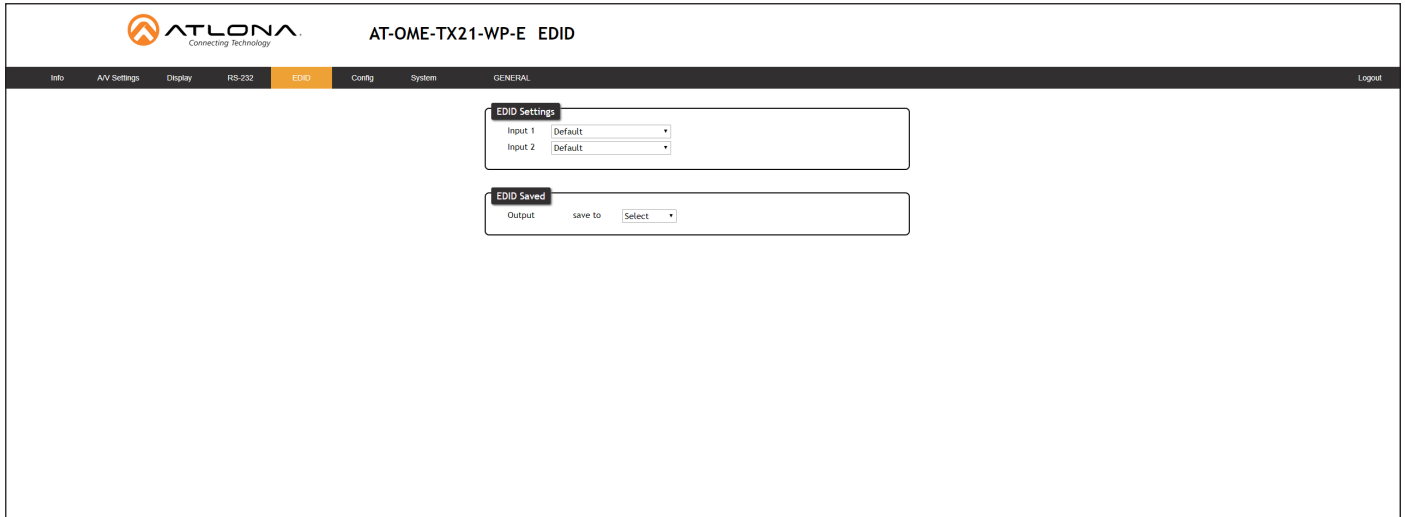 ATLONA.
Connecting Technology
AT-OME-TX21-WP-E EDID
Info A/V Settings Display RS-232 EDID Config System GENERAL Logout
EDID Settings
Input 1 Default
Input 2 Default
EDID Saved
Output save to Select